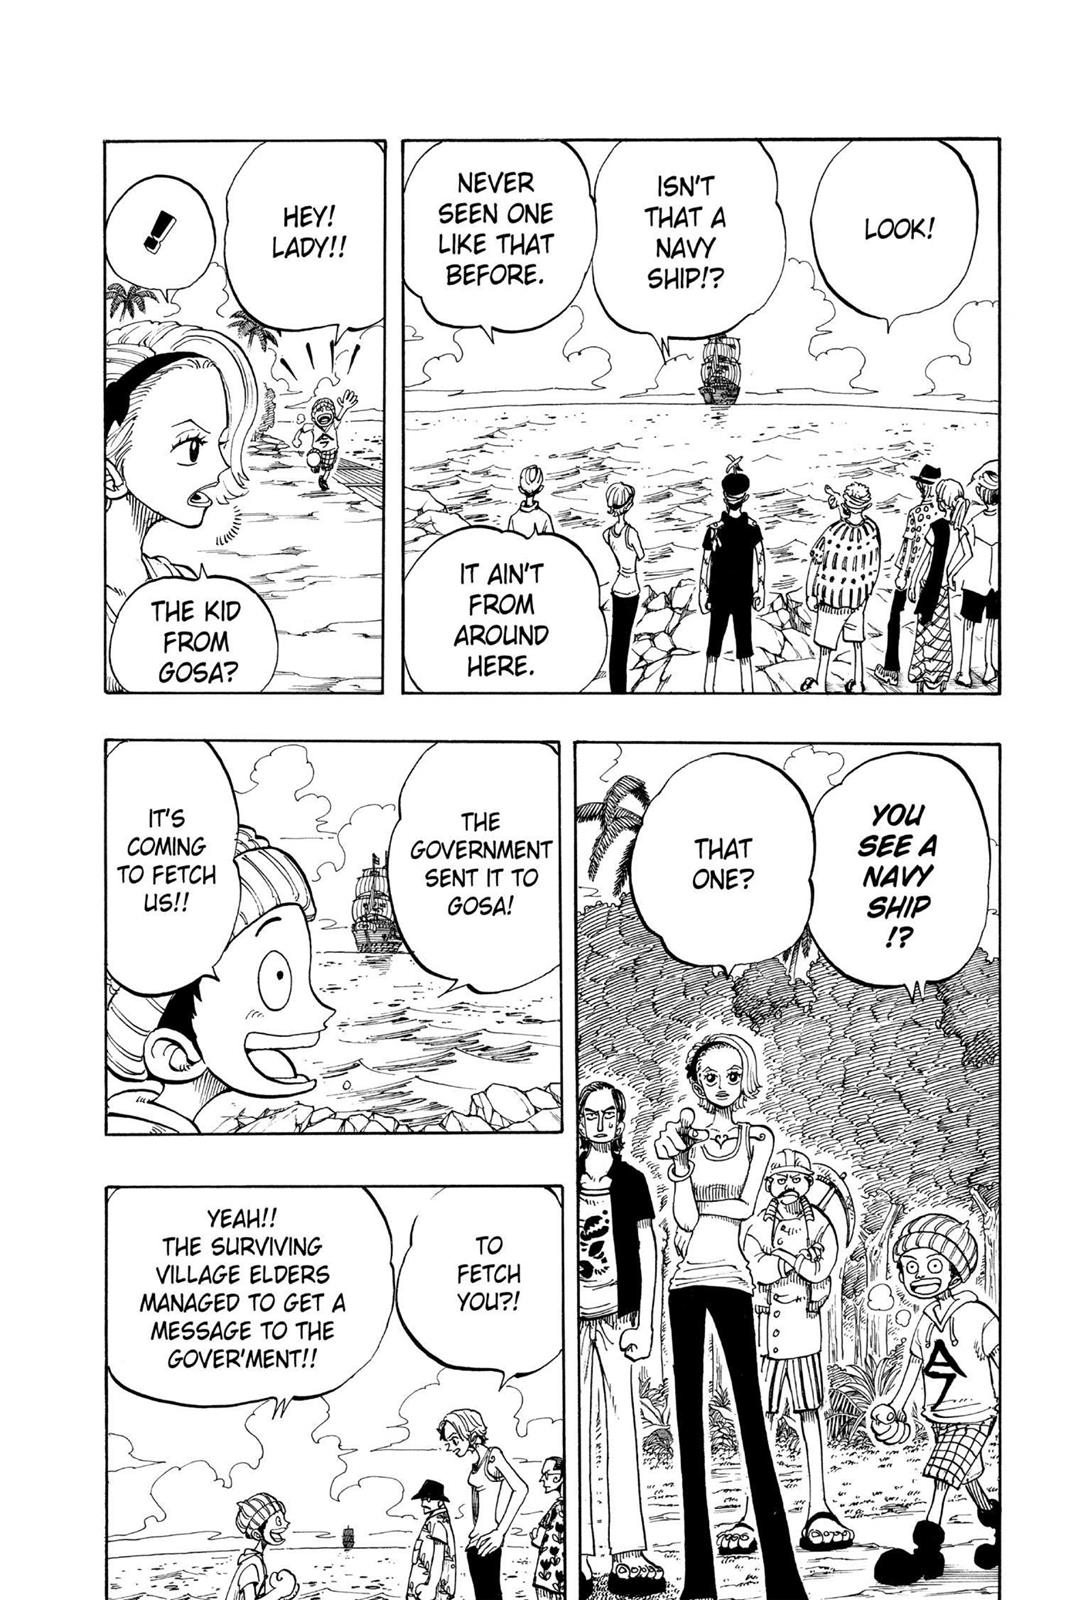 LOOK!
ISN'T
THAT A
NAVY
SHIP!?
NEVER
SEEN ONE
LIKE THAT
BEFORE.
IT AIN'T
FROM
AROUND
HERE.
HEY!
LADY!!
!
THE KID
FROM
GOSA?
YOU
SEE A
NAVY
SHIP
!?
THAT
ONE?
THE
GOVERNMENT
SENT IT TO
GOSA!
IT'S
COMING
TO FETCH
US!!
TO
FETCH
YOU?!
YEAH!!
THE SURVIVING
VILLAGE ELDERS
MANAGED TO GET A
MESSAGE TO THE
GOVER'MENT!!